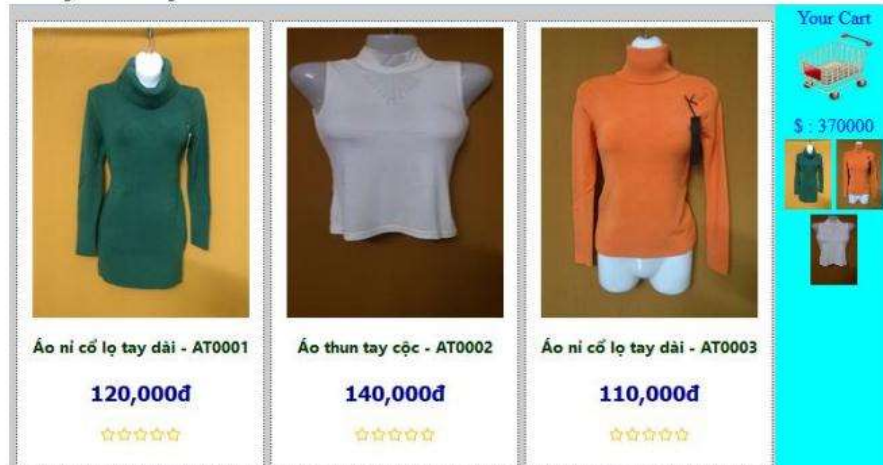 Your Cart
$ : 370000
Áo nỉ cổ lọ tay dài - AT0001
120,000đ
Áo thun tay cộc - AT0002
140,000đ
Áo nỉ cổ lọ tay dài - AT0003
110,000đ